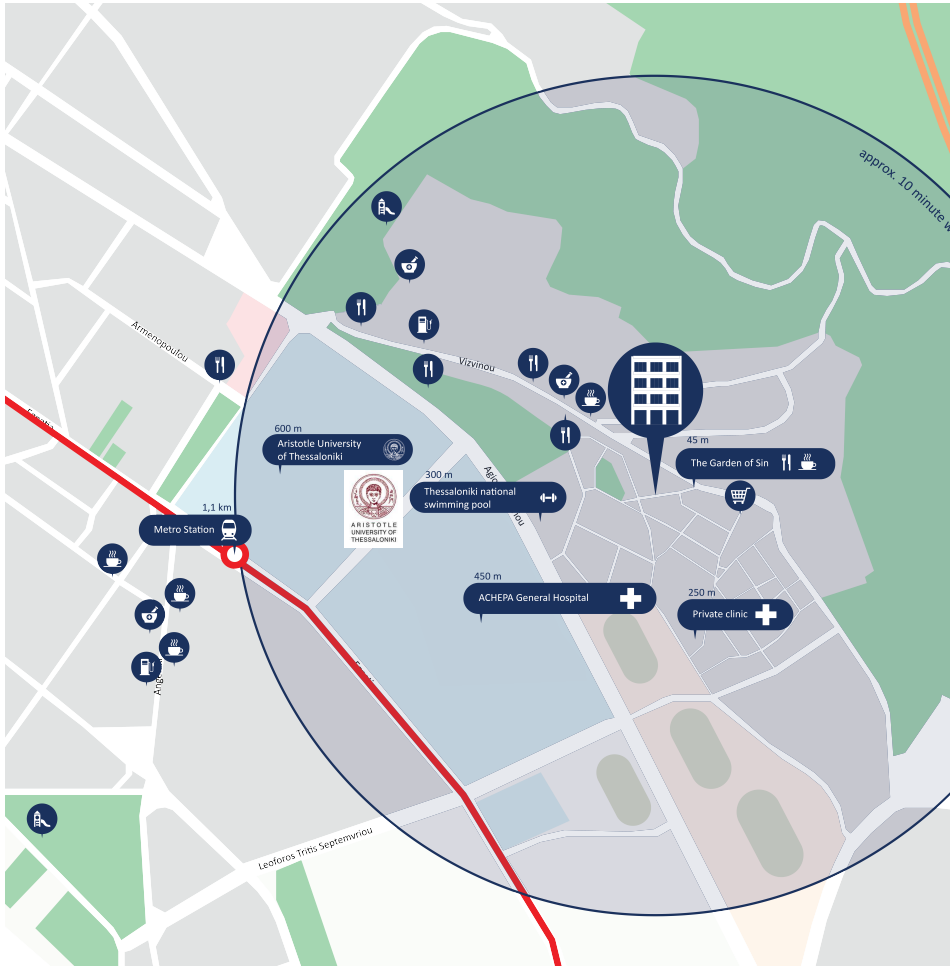 approx. 10 minute w
Armenopoulou
Vizvinou
600 m
Aristotle University
of Thessaloniki
45 m
The Garden of Sin
300 m
Thessaloniki national
swimming pool
ARISTOTLE
UNIVERSITY OF
THESSALONIKI
1,1 km
Metro Station
450 m
ACHEPA General Hospital
250 m
Private clinic
Leoforos Tritis Septemvriou